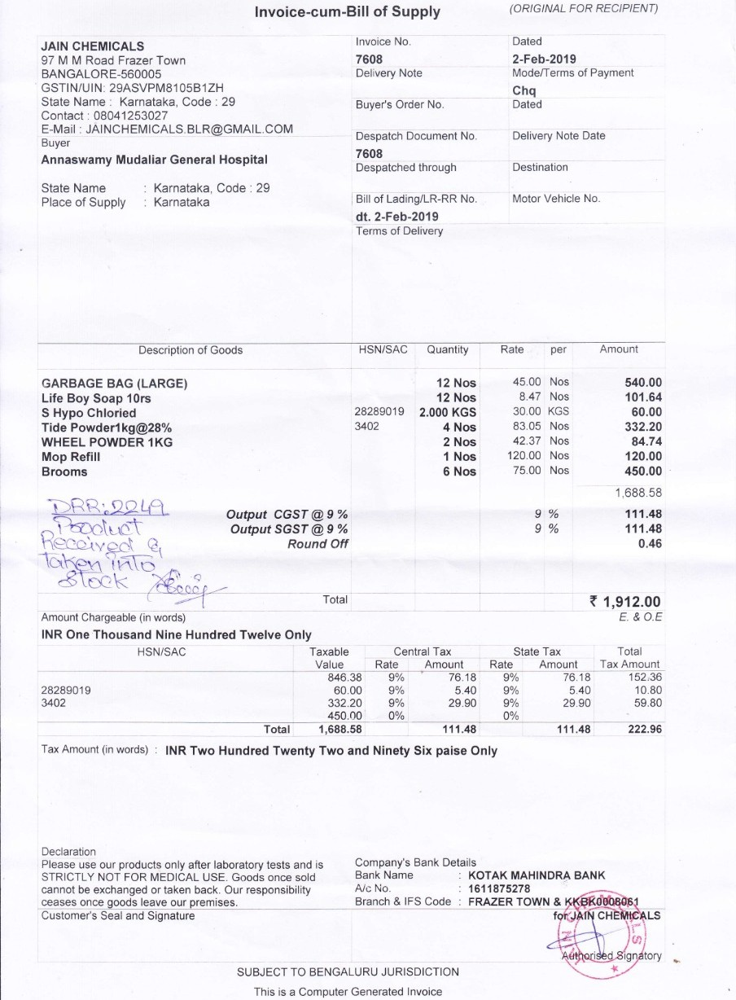 Invoice-cum-Bill of Supply
(ORIGINAL FOR RECIPIENT)
JAIN CHEMICALS
97 M M Road Frazer Town
BANGALORE-560005
GSTIN/UIN: 29ASVPM8105B1ZH
State Name : Karnataka, Code : 29
Contact : 08041253027
E-Mail : JAINCHEMICALS.BLR@GMAIL.COM
Buyer
Annaswamy Mudaliar General Hospital
State Name : Karnataka, Code : 29
Place of Supply : Karnataka
Invoice No. Dated
7608 2-Feb-2019
Delivery Note Mode/Terms of Payment
Chq
Buyer's Order No. Dated
Despatch Document No. Delivery Note Date
7608
Despatched through Destination
Bill of Lading/LR-RR No. Motor Vehicle No.
dt. 2-Feb-2019
Terms of Delivery
Description of Goods HSN/SAC Quantity Rate per Amount
GARBAGE BAG (LARGE) 12 Nos 45.00 Nos 540.00
Life Boy Soap 10rs 12 Nos 8.47 Nos 101.64
S Hypo Chloried 28289019 2.000 KGS 30.00 KGS 60.00
Tide Powder1kg@28% 3402 4 Nos 83.05 Nos 332.20
WHEEL POWDER 1KG 2 Nos 42.37 Nos 84.74
Mop Refill 1 Nos 120.00 Nos 120.00
Brooms 6 Nos 75.00 Nos 450.00
1,688.58
Output CGST @ 9 % 9 % 111.48
Output SGST @ 9 % 9 % 111.48
Round Off 0.46
DRR:2249
Product
Received &
taken into
Stock
Total ₹ 1,912.00
Amount Chargeable (in words) E. & O.E
INR One Thousand Nine Hundred Twelve Only
HSN/SAC Taxable Central Tax State Tax Total
Value Rate Amount Rate Amount Tax Amount
846.38 9% 76.18 9% 76.18 152.36
28289019 60.00 9% 5.40 9% 5.40 10.80
3402 332.20 9% 29.90 9% 29.90 59.80
450.00 0% 0%
Total 1,688.58 111.48 111.48 222.96
Tax Amount (in words) : INR Two Hundred Twenty Two and Ninety Six paise Only
Declaration
Please use our products only after laboratory tests and is
STRICTLY NOT FOR MEDICAL USE. Goods once sold
cannot be exchanged or taken back. Our responsibility
ceases once goods leave our premises.
Customer's Seal and Signature
Company's Bank Details
Bank Name : KOTAK MAHINDRA BANK
A/c No. : 1611875278
Branch & IFS Code : FRAZER TOWN & KKBK0008061
for JAIN CHEMICALS
JAIN CHEMICALS
Authorised Signatory
SUBJECT TO BENGALURU JURISDICTION
This is a Computer Generated Invoice